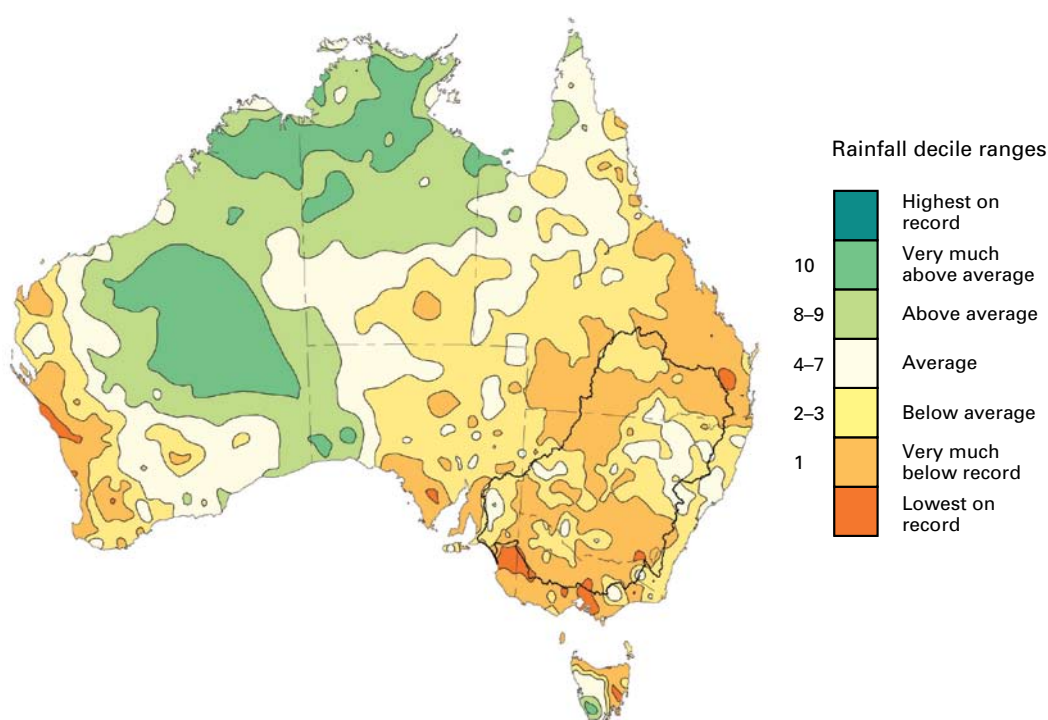 Rainfall decile ranges
Highest on
record
10
Very much
above average
8–9
Above average
4–7
Average
2–3
Below average
1
Very much
below record
Lowest on
record